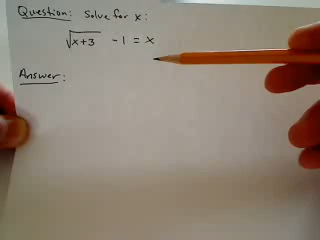 Question: Solve for x:
√(x+3) - 1 = x
Answer: